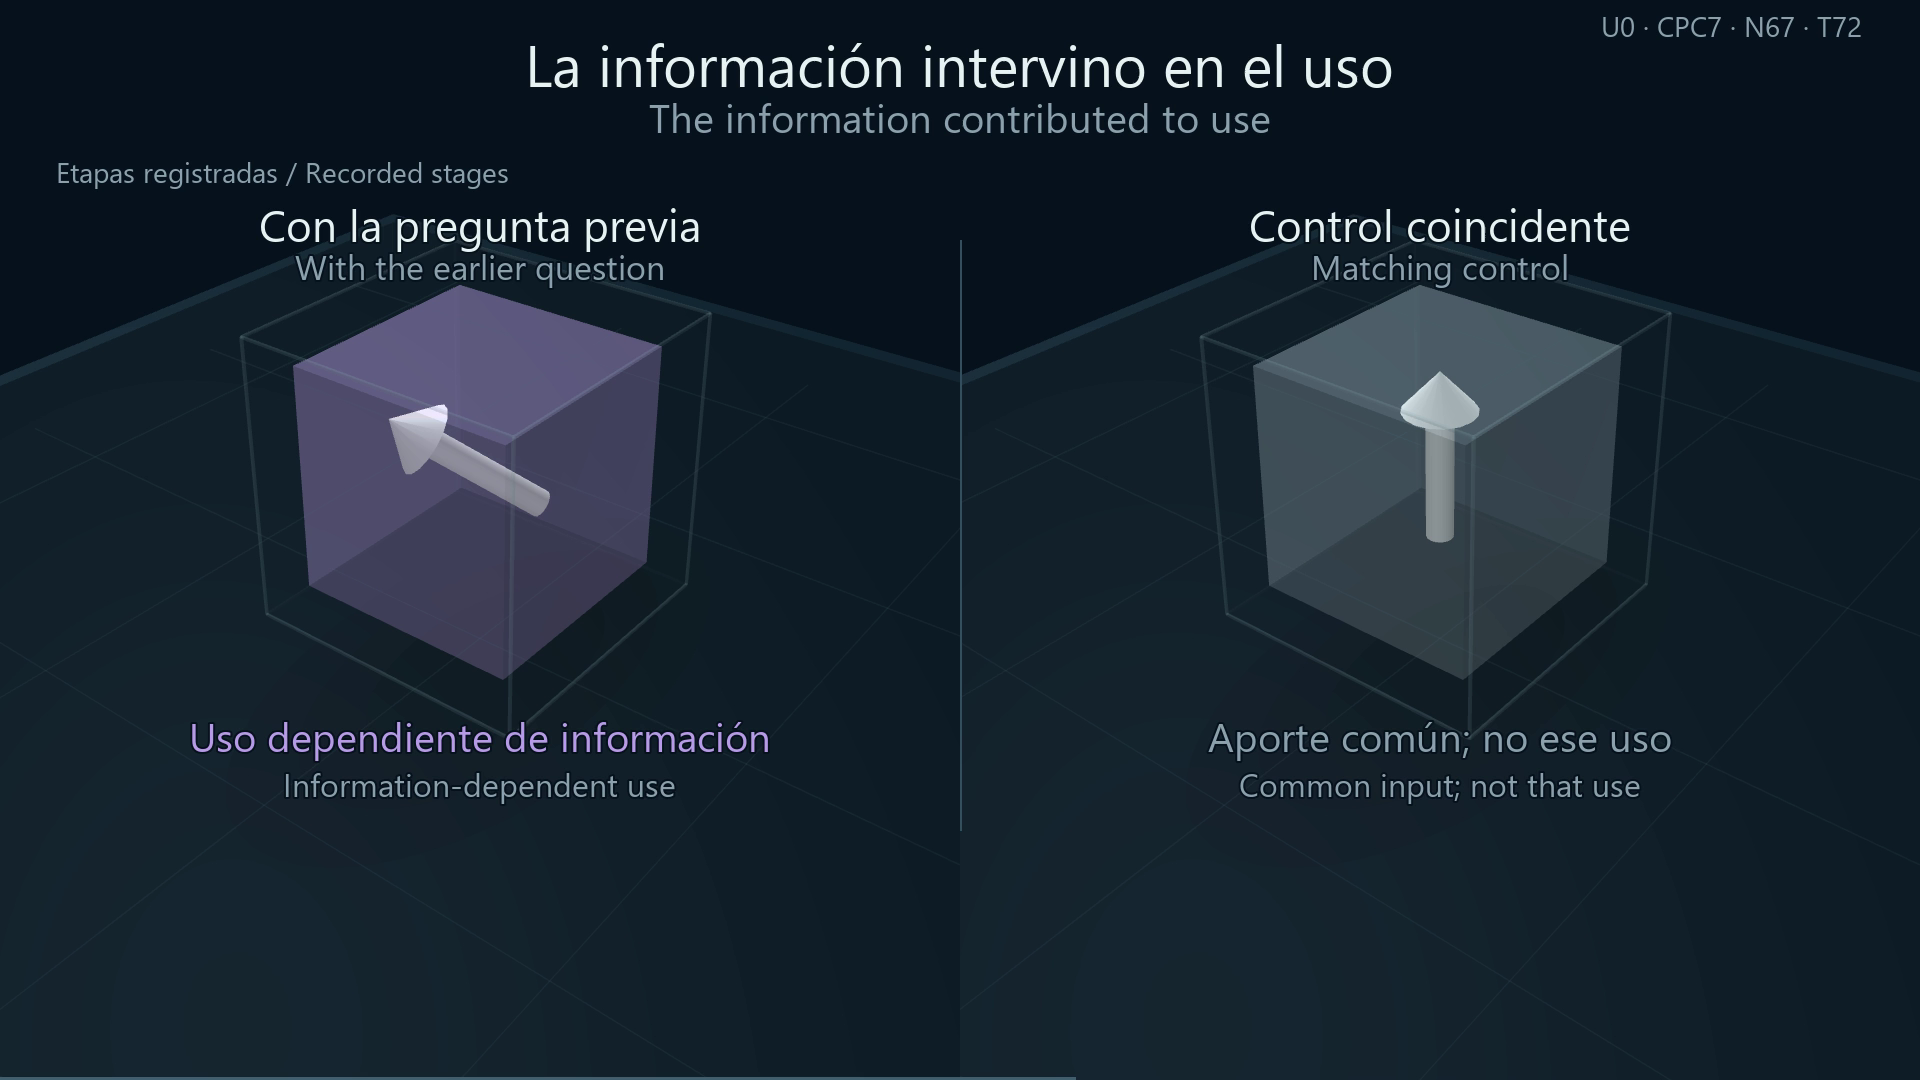 U0 · CPC7 · N67 · T72
La información intervino en el uso
The information contributed to use
Etapas registradas / Recorded stages
Con la pregunta previa
With the earlier question
Uso dependiente de información
Information-dependent use
Control coincidente
Matching control
Aporte común; no ese uso
Common input; not that use